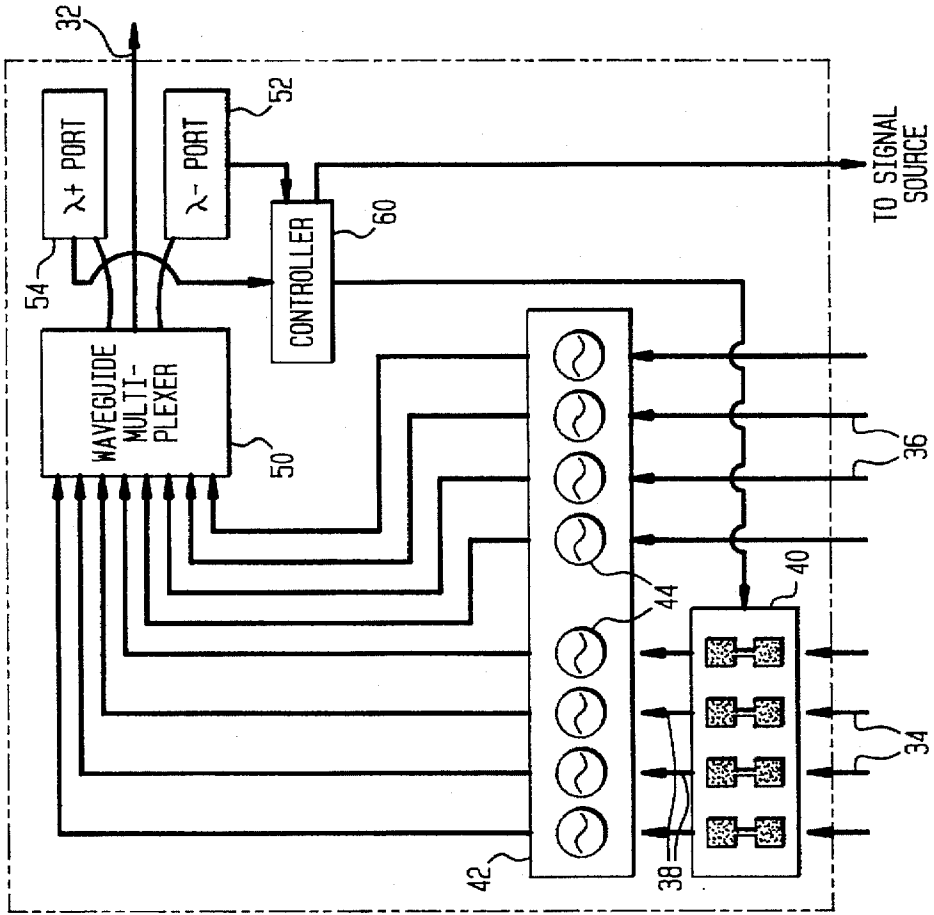 32
54
λ+ PORT
λ- PORT
52
WAVEGUIDE
MULTI-
PLEXER
50
CONTROLLER
60
TO SIGNAL
SOURCE
42
44
36
38
40
34